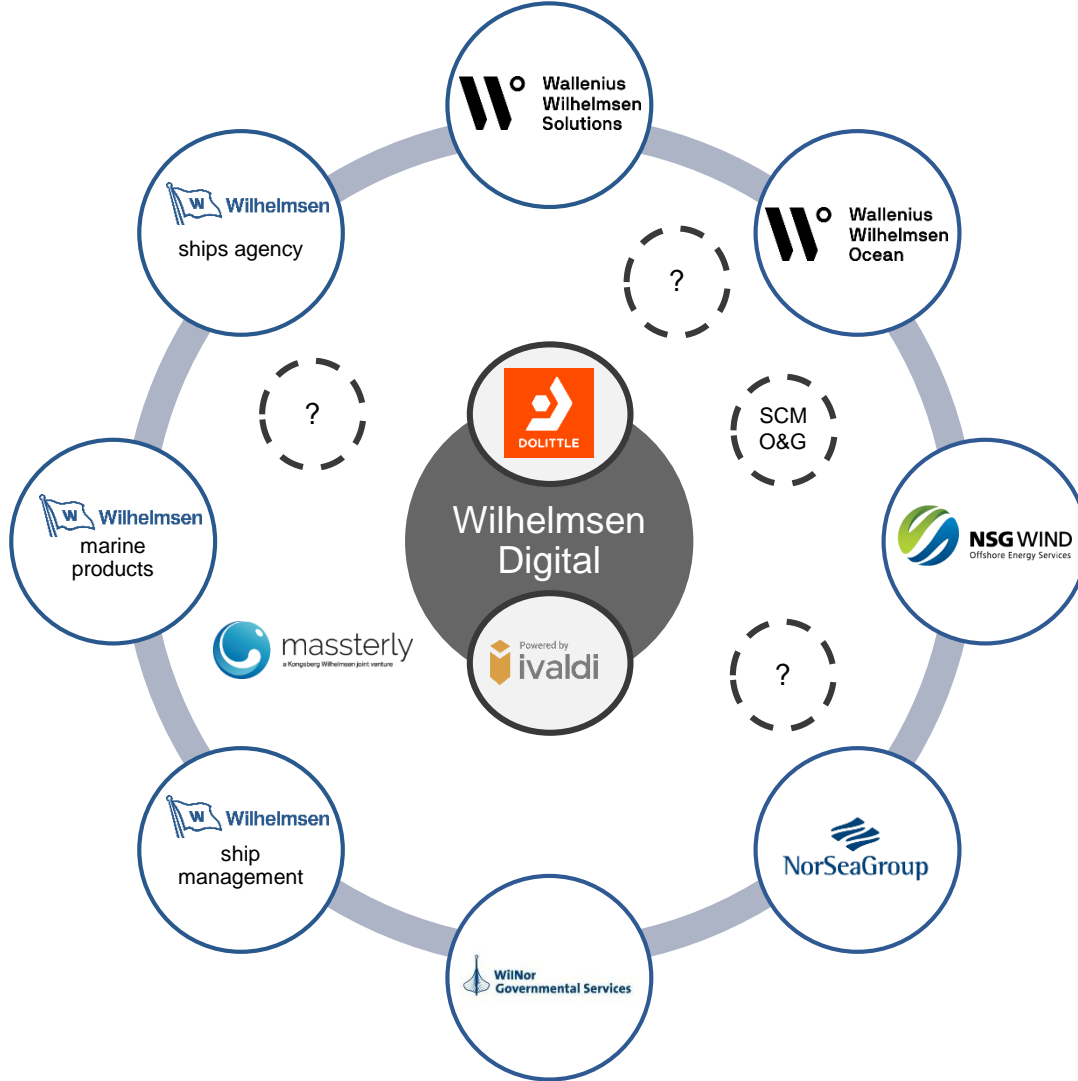 Wallenius
Wilhelmsen
Solutions
W Wilhelmsen
ships agency
Wallenius
Wilhelmsen
Ocean
?
?
DOLITTLE
SCM
O&G
Wilhelmsen
Digital
W Wilhelmsen
marine
products
NSG WIND
Offshore Energy Services
massterly
a Kongsberg Wilhelmsen joint venture
Powered by
ivaldi
?
W Wilhelmsen
ship
management
NorSeaGroup
WilNor
Governmental Services